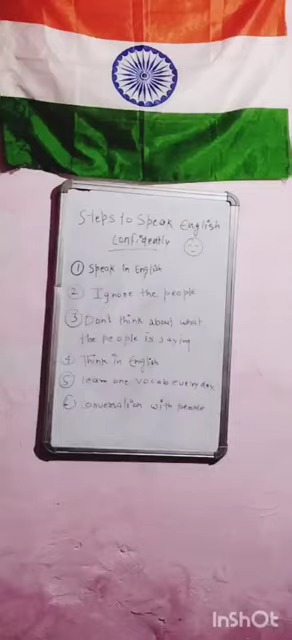 Steps to Speak English
Confidently
1 Speak in English
2 Ignore the people
3 Dont think about what
the people is saying
4 Think in English
5 learn one vocab everyday
6 Conversation with people
InShOt